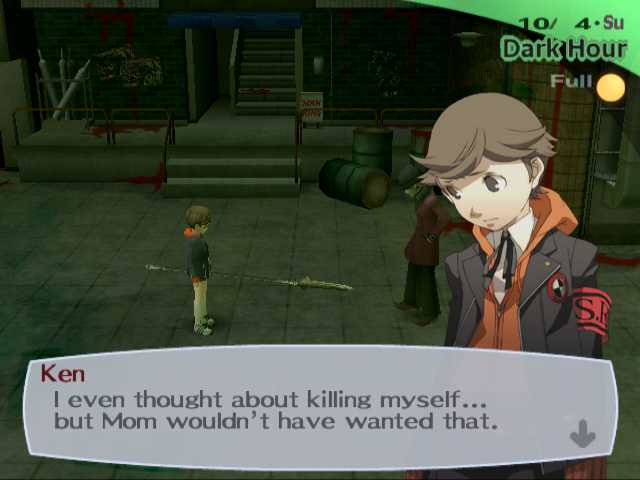 10/ 4・Su
Dark Hour
Full
Ken
I even thought about killing myself...
but Mom wouldn't have wanted that.